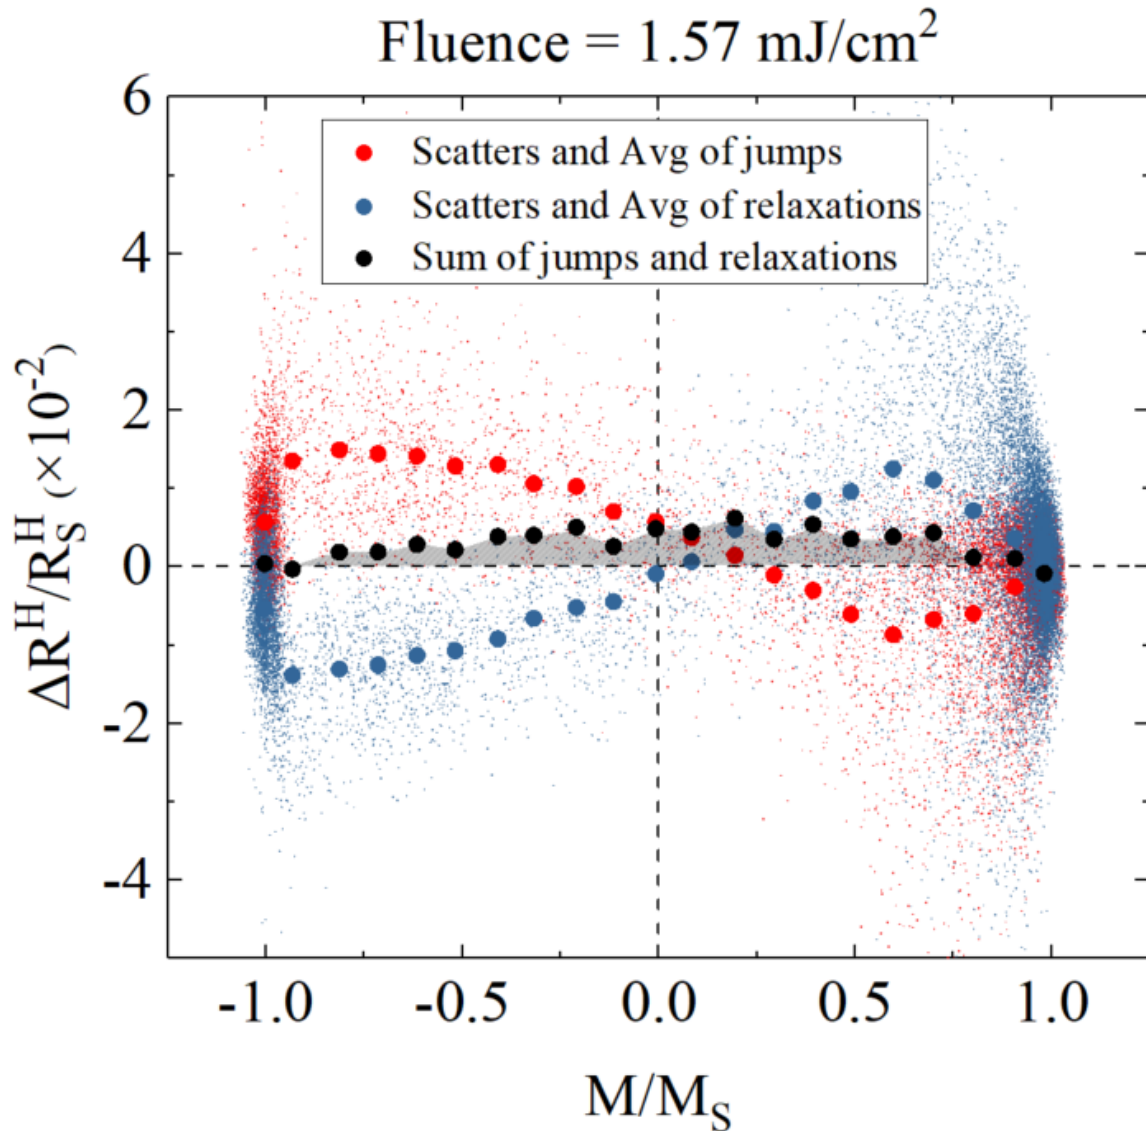 Fluence = 1.57 mJ/cm²
6
4
2
0
-2
-4
Scatters and Avg of jumps
Scatters and Avg of relaxations
Sum of jumps and relaxations
ΔR^H/R_S^H (×10⁻²)
-1.0 -0.5 0.0 0.5 1.0
M/M_S